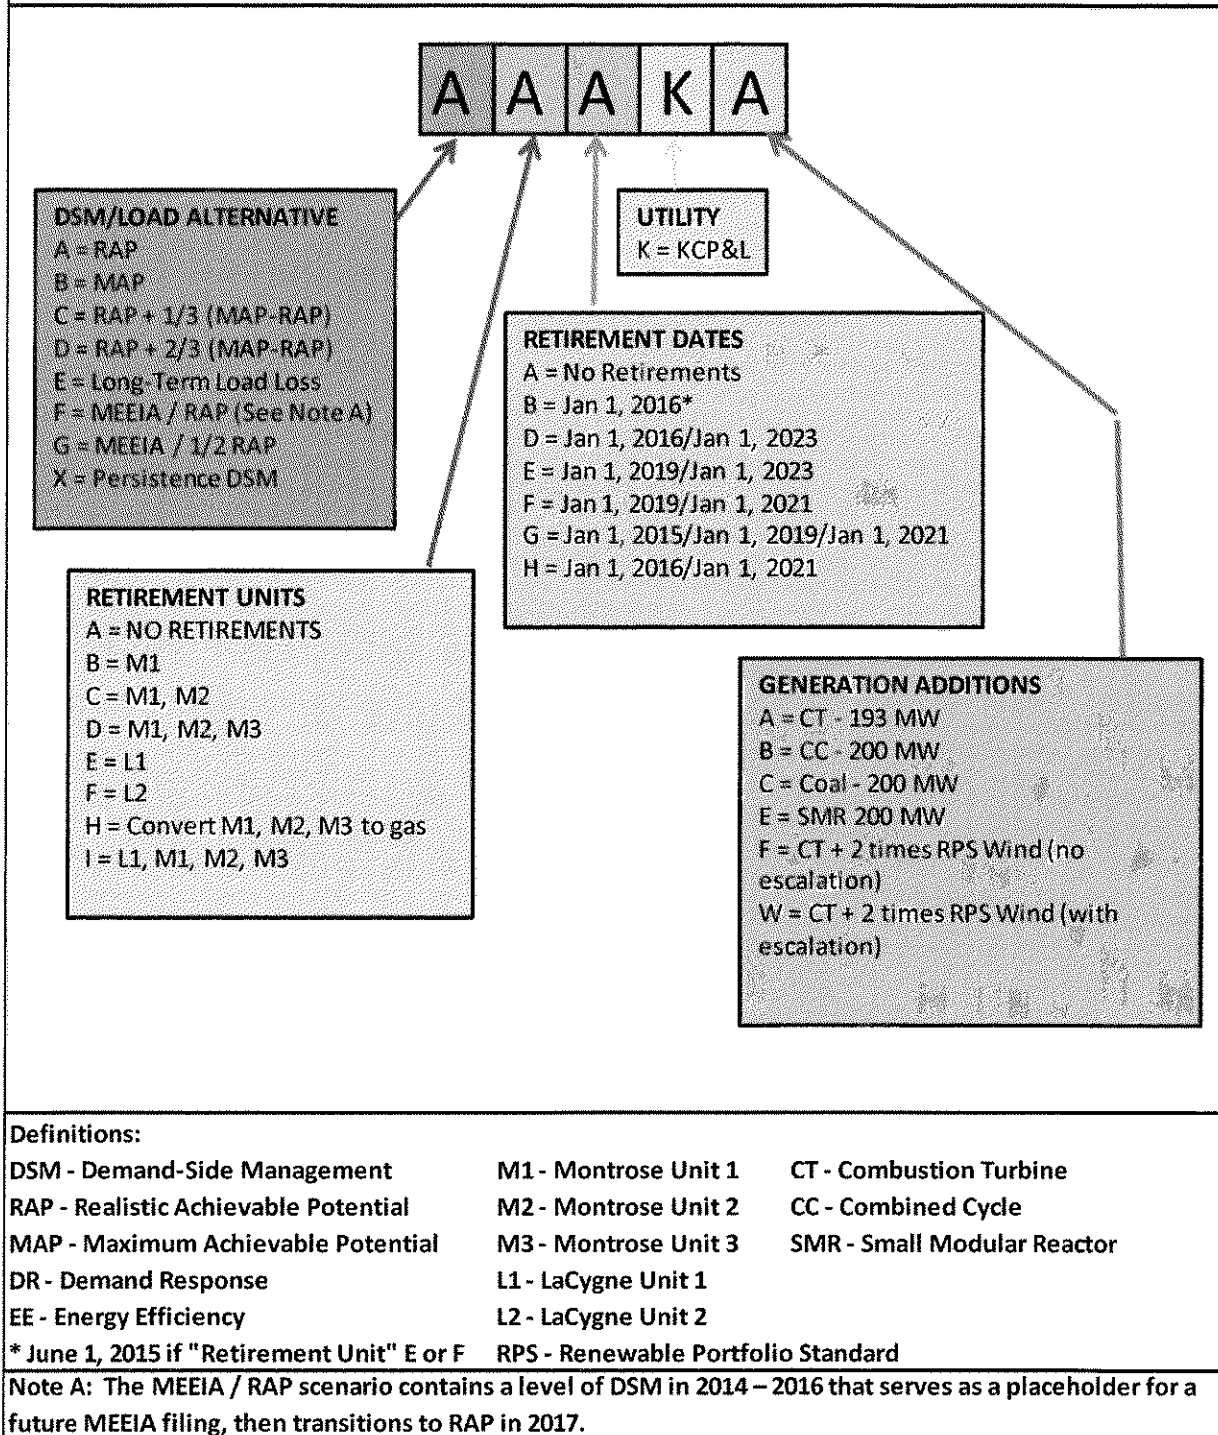 A A A K A
DSM/LOAD ALTERNATIVE
A = RAP
B = MAP
C = RAP + 1/3 (MAP-RAP)
D = RAP + 2/3 (MAP-RAP)
E = Long-Term Load Loss
F = MEEIA / RAP (See Note A)
G = MEEIA / 1/2 RAP
X = Persistence DSM
UTILITY
K = KCP&L
RETIREMENT DATES
A = No Retirements
B = Jan 1, 2016*
D = Jan 1, 2016/Jan 1, 2023
E = Jan 1, 2019/Jan 1, 2023
F = Jan 1, 2019/Jan 1, 2021
G = Jan 1, 2015/Jan 1, 2019/Jan 1, 2021
H = Jan 1, 2016/Jan 1, 2021
RETIREMENT UNITS
A = NO RETIREMENTS
B = M1
C = M1, M2
D = M1, M2, M3
E = L1
F = L2
H = Convert M1, M2, M3 to gas
I = L1, M1, M2, M3
GENERATION ADDITIONS
A = CT - 193 MW
B = CC - 200 MW
C = Coal - 200 MW
E = SMR 200 MW
F = CT + 2 times RPS Wind (no
escalation)
W = CT + 2 times RPS Wind (with
escalation)
Definitions:
DSM - Demand-Side Management M1 - Montrose Unit 1 CT - Combustion Turbine
RAP - Realistic Achievable Potential M2 - Montrose Unit 2 CC - Combined Cycle
MAP - Maximum Achievable Potential M3 - Montrose Unit 3 SMR - Small Modular Reactor
DR - Demand Response L1 - LaCygne Unit 1
EE - Energy Efficiency L2 - LaCygne Unit 2
* June 1, 2015 if "Retirement Unit" E or F RPS - Renewable Portfolio Standard
Note A: The MEEIA / RAP scenario contains a level of DSM in 2014 – 2016 that serves as a placeholder for a
future MEEIA filing, then transitions to RAP in 2017.